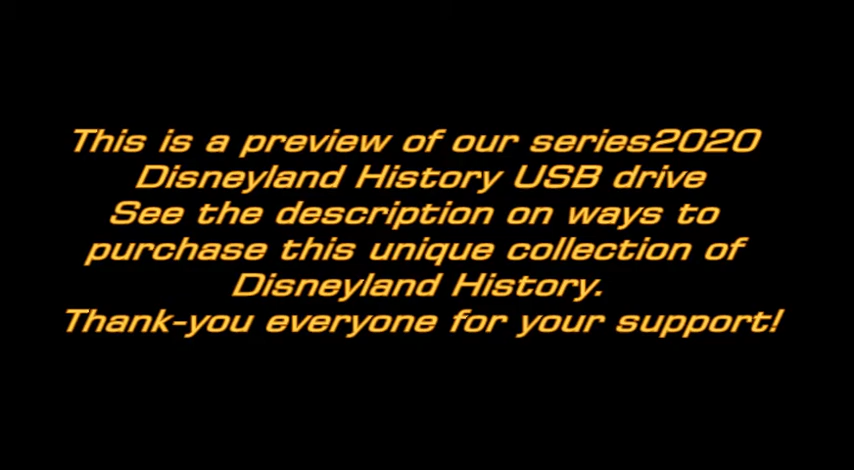 This is a preview of our series2020
Disneyland History USB drive
See the description on ways to
purchase this unique collection of
Disneyland History.
Thank-you everyone for your support!